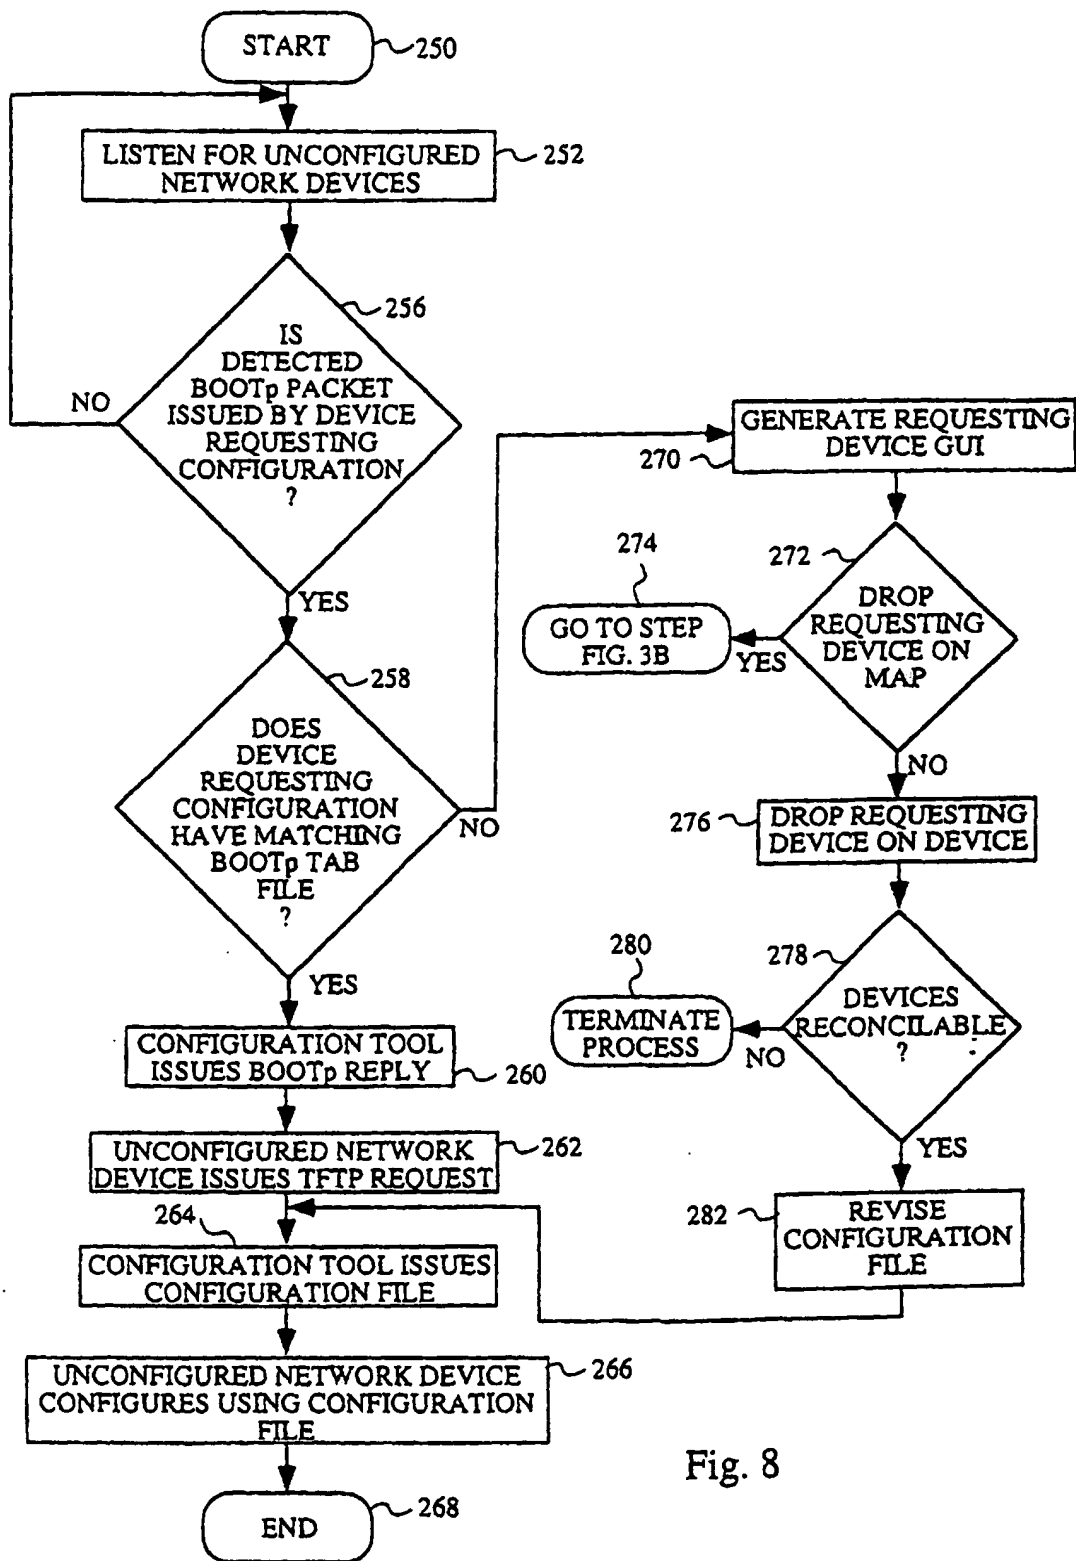 START
250
LISTEN FOR UNCONFIGURED
NETWORK DEVICES
252
256
IS
DETECTED
BOOTp PACKET
ISSUED BY DEVICE
REQUESTING
CONFIGURATION
?
NO
YES
258
DOES
DEVICE
REQUESTING
CONFIGURATION
HAVE MATCHING
BOOTp TAB
FILE
?
NO
YES
CONFIGURATION TOOL
ISSUES BOOTp REPLY
260
UNCONFIGURED NETWORK
DEVICE ISSUES TFTP REQUEST
262
264
CONFIGURATION TOOL ISSUES
CONFIGURATION FILE
UNCONFIGURED NETWORK DEVICE
CONFIGURES USING CONFIGURATION
FILE
266
END
268
GENERATE REQUESTING
DEVICE GUI
270
272
DROP
REQUESTING
DEVICE ON
MAP
274
GO TO STEP
FIG. 3B
YES
NO
276
DROP REQUESTING
DEVICE ON DEVICE
278
DEVICES
RECONCILABLE
?
280
TERMINATE
PROCESS
NO
YES
282
REVISE
CONFIGURATION
FILE
Fig. 8